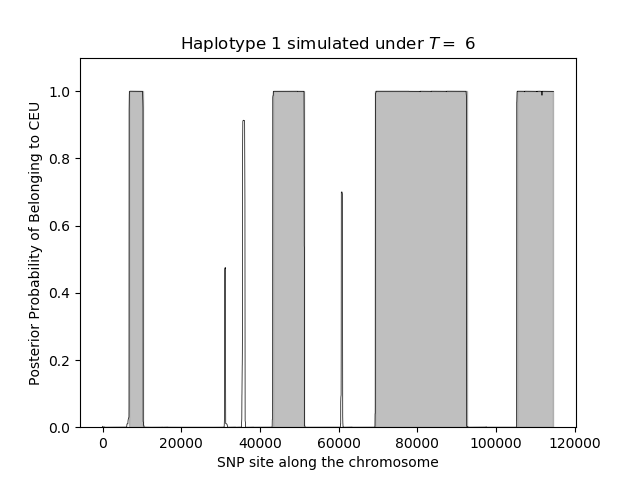 Haplotype 1 simulated under T = 6
Posterior Probability of Belonging to CEU
1.0
0.8
0.6
0.4
0.2
0.0
0 20000 40000 60000 80000 100000 120000
SNP site along the chromosome